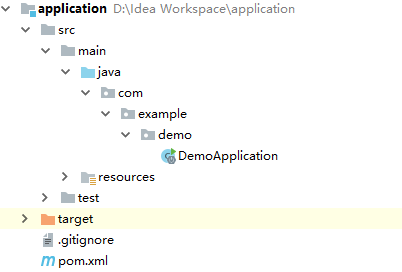 application D:\Idea Workspace\application
src
main
java
com
example
demo
DemoApplication
resources
test
target
.gitignore
pom.xml